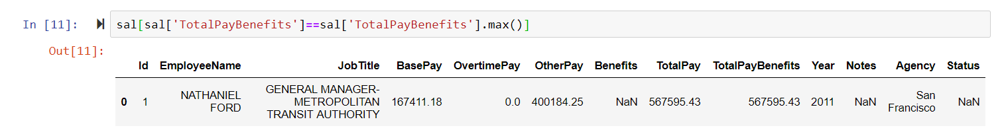 In [11]: sal[sal['TotalPayBenefits']==sal['TotalPayBenefits'].max()]
Out[11]:
Id EmployeeName JobTitle BasePay OvertimePay OtherPay Benefits TotalPay TotalPayBenefits Year Notes Agency Status
0 1 NATHANIEL FORD GENERAL MANAGER-METROPOLITAN TRANSIT AUTHORITY 167411.18 0.0 400184.25 NaN 567595.43 567595.43 2011 NaN San Francisco NaN